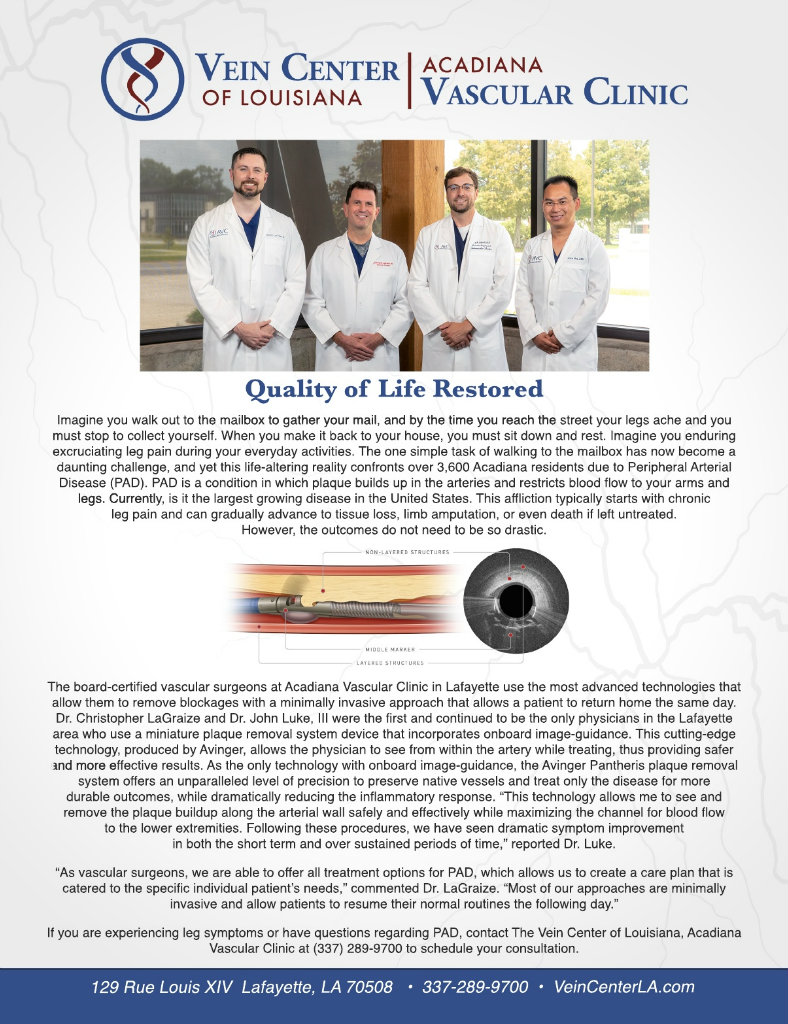 VEIN CENTER
OF LOUISIANA
ACADIANA
VASCULAR CLINIC
AVC
AVC
Quality of Life Restored
Imagine you walk out to the mailbox to gather your mail, and by the time you reach the street your legs ache and you
must stop to collect yourself. When you make it back to your house, you must sit down and rest. Imagine you enduring
excruciating leg pain during your everyday activities. The one simple task of walking to the mailbox has now become a
daunting challenge, and yet this life-altering reality confronts over 3,600 Acadiana residents due to Peripheral Arterial
Disease (PAD). PAD is a condition in which plaque builds up in the arteries and restricts blood flow to your arms and
legs. Currently, is it the largest growing disease in the United States. This affliction typically starts with chronic
leg pain and can gradually advance to tissue loss, limb amputation, or even death if left untreated.
However, the outcomes do not need to be so drastic.
NON-LAYERED STRUCTURES
MIDDLE MARKER
LAYERED STRUCTURES
The board-certified vascular surgeons at Acadiana Vascular Clinic in Lafayette use the most advanced technologies that
allow them to remove blockages with a minimally invasive approach that allows a patient to return home the same day.
Dr. Christopher LaGraize and Dr. John Luke, III were the first and continued to be the only physicians in the Lafayette
area who use a miniature plaque removal system device that incorporates onboard image-guidance. This cutting-edge
technology, produced by Avinger, allows the physician to see from within the artery while treating, thus providing safer
and more effective results. As the only technology with onboard image-guidance, the Avinger Pantheris plaque removal
system offers an unparalleled level of precision to preserve native vessels and treat only the disease for more
durable outcomes, while dramatically reducing the inflammatory response. “This technology allows me to see and
remove the plaque buildup along the arterial wall safely and effectively while maximizing the channel for blood flow
to the lower extremities. Following these procedures, we have seen dramatic symptom improvement
in both the short term and over sustained periods of time,” reported Dr. Luke.
“As vascular surgeons, we are able to offer all treatment options for PAD, which allows us to create a care plan that is
catered to the specific individual patient’s needs,” commented Dr. LaGraize. “Most of our approaches are minimally
invasive and allow patients to resume their normal routines the following day.”
If you are experiencing leg symptoms or have questions regarding PAD, contact The Vein Center of Louisiana, Acadiana
Vascular Clinic at (337) 289-9700 to schedule your consultation.
129 Rue Louis XIV Lafayette, LA 70508 • 337-289-9700 • VeinCenterLA.com